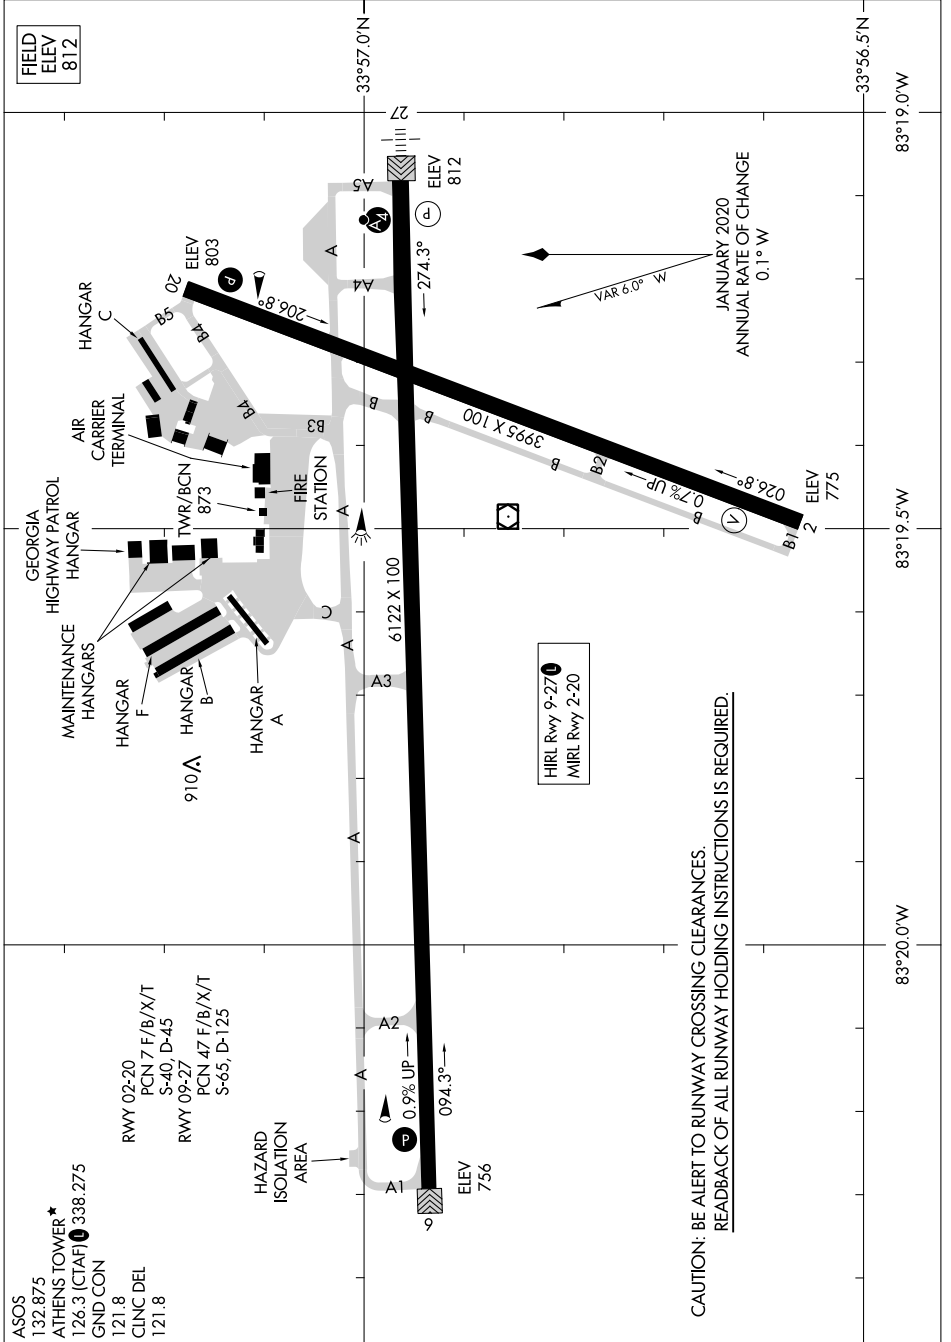 ASOS
132.875
ATHENS TOWER★
126.3 (CTAF) L 338.275
GND CON
121.8
CLNC DEL
121.8
RWY 02-20
PCN 7 F/B/X/T
S-40, D-45
RWY 09-27
PCN 47 F/B/X/T
S-65, D-125
FIELD
ELEV
812
HAZARD
ISOLATION
AREA
910
MAINTENANCE
HANGARS
GEORGIA
HIGHWAY PATROL
HANGAR
HANGAR
F
HANGAR
B
HANGAR
A
TWR/BCN
873
AIR
CARRIER
TERMINAL
FIRE
STATION
HANGAR
C
B5
B4
B4
B3
20
ELEV
803
P
206.8°
A
A5
A4
A4
A
A
A
A
A
C
A3
A2
A1
B
B
B
B
B2
B1
33°57.0'N
33°56.5'N
27
ELEV
812
P
274.3°
6122 X 100
3995 X 100
0.7% UP
026.8°
V
2
ELEV
775
9
ELEV
756
P
0.9% UP
094.3°
HIRL Rwy 9-27 L
MIRL Rwy 2-20
VAR 6.0° W
JANUARY 2020
ANNUAL RATE OF CHANGE
0.1° W
83°20.0'W
83°19.5'W
83°19.0'W
CAUTION: BE ALERT TO RUNWAY CROSSING CLEARANCES.
READBACK OF ALL RUNWAY HOLDING INSTRUCTIONS IS REQUIRED.